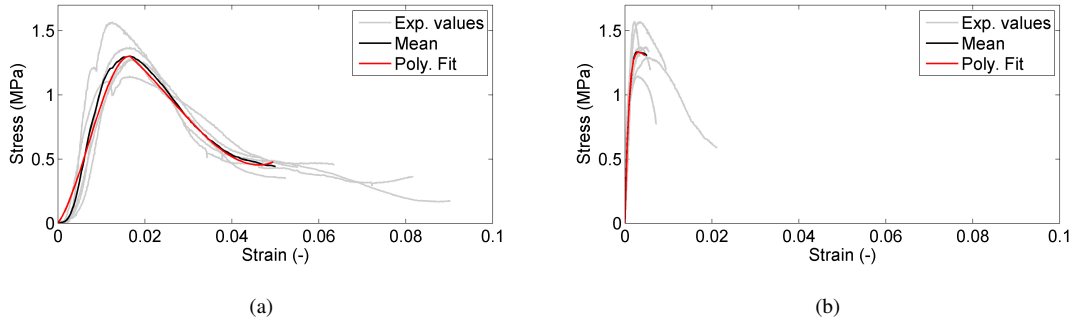 1.5
1
0.5
0
Stress (MPa)
0 0.02 0.04 0.06 0.08 0.1
Strain (-)
Exp. values
Mean
Poly. Fit
(a)
1.5
1
0.5
0
Stress (MPa)
0 0.02 0.04 0.06 0.08 0.1
Strain (-)
Exp. values
Mean
Poly. Fit
(b)